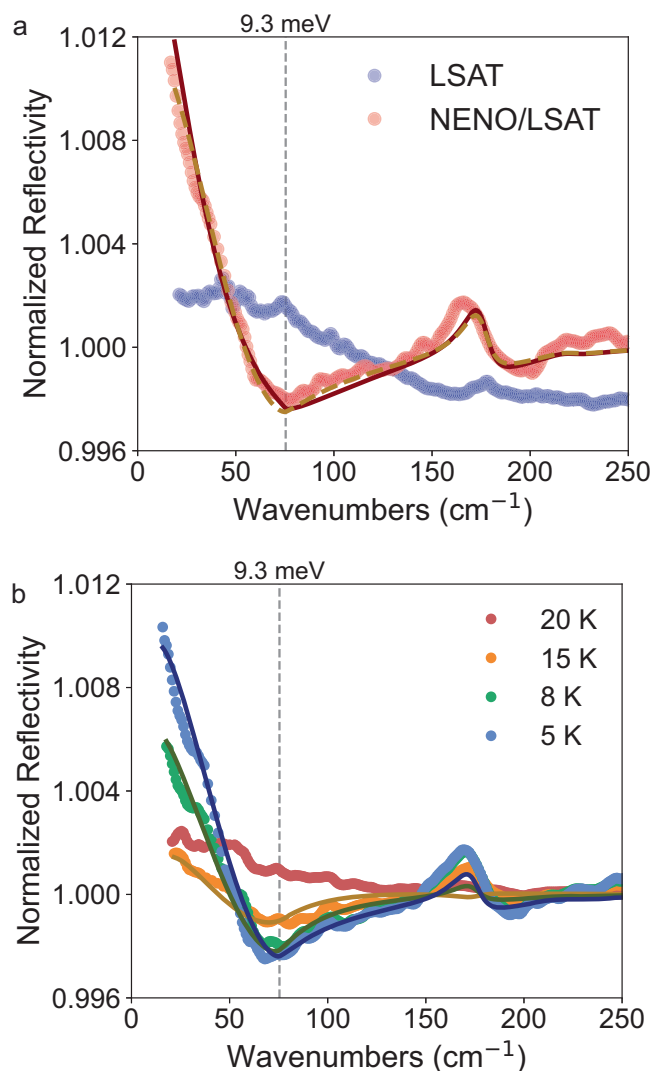 a
9.3 meV
1.012
1.008
1.004
1.000
0.996
Normalized Reflectivity
LSAT
NENO/LSAT
0 50 100 150 200 250
Wavenumbers (cm⁻¹)
b
9.3 meV
1.012
1.008
1.004
1.000
0.996
Normalized Reflectivity
20 K
15 K
8 K
5 K
0 50 100 150 200 250
Wavenumbers (cm⁻¹)